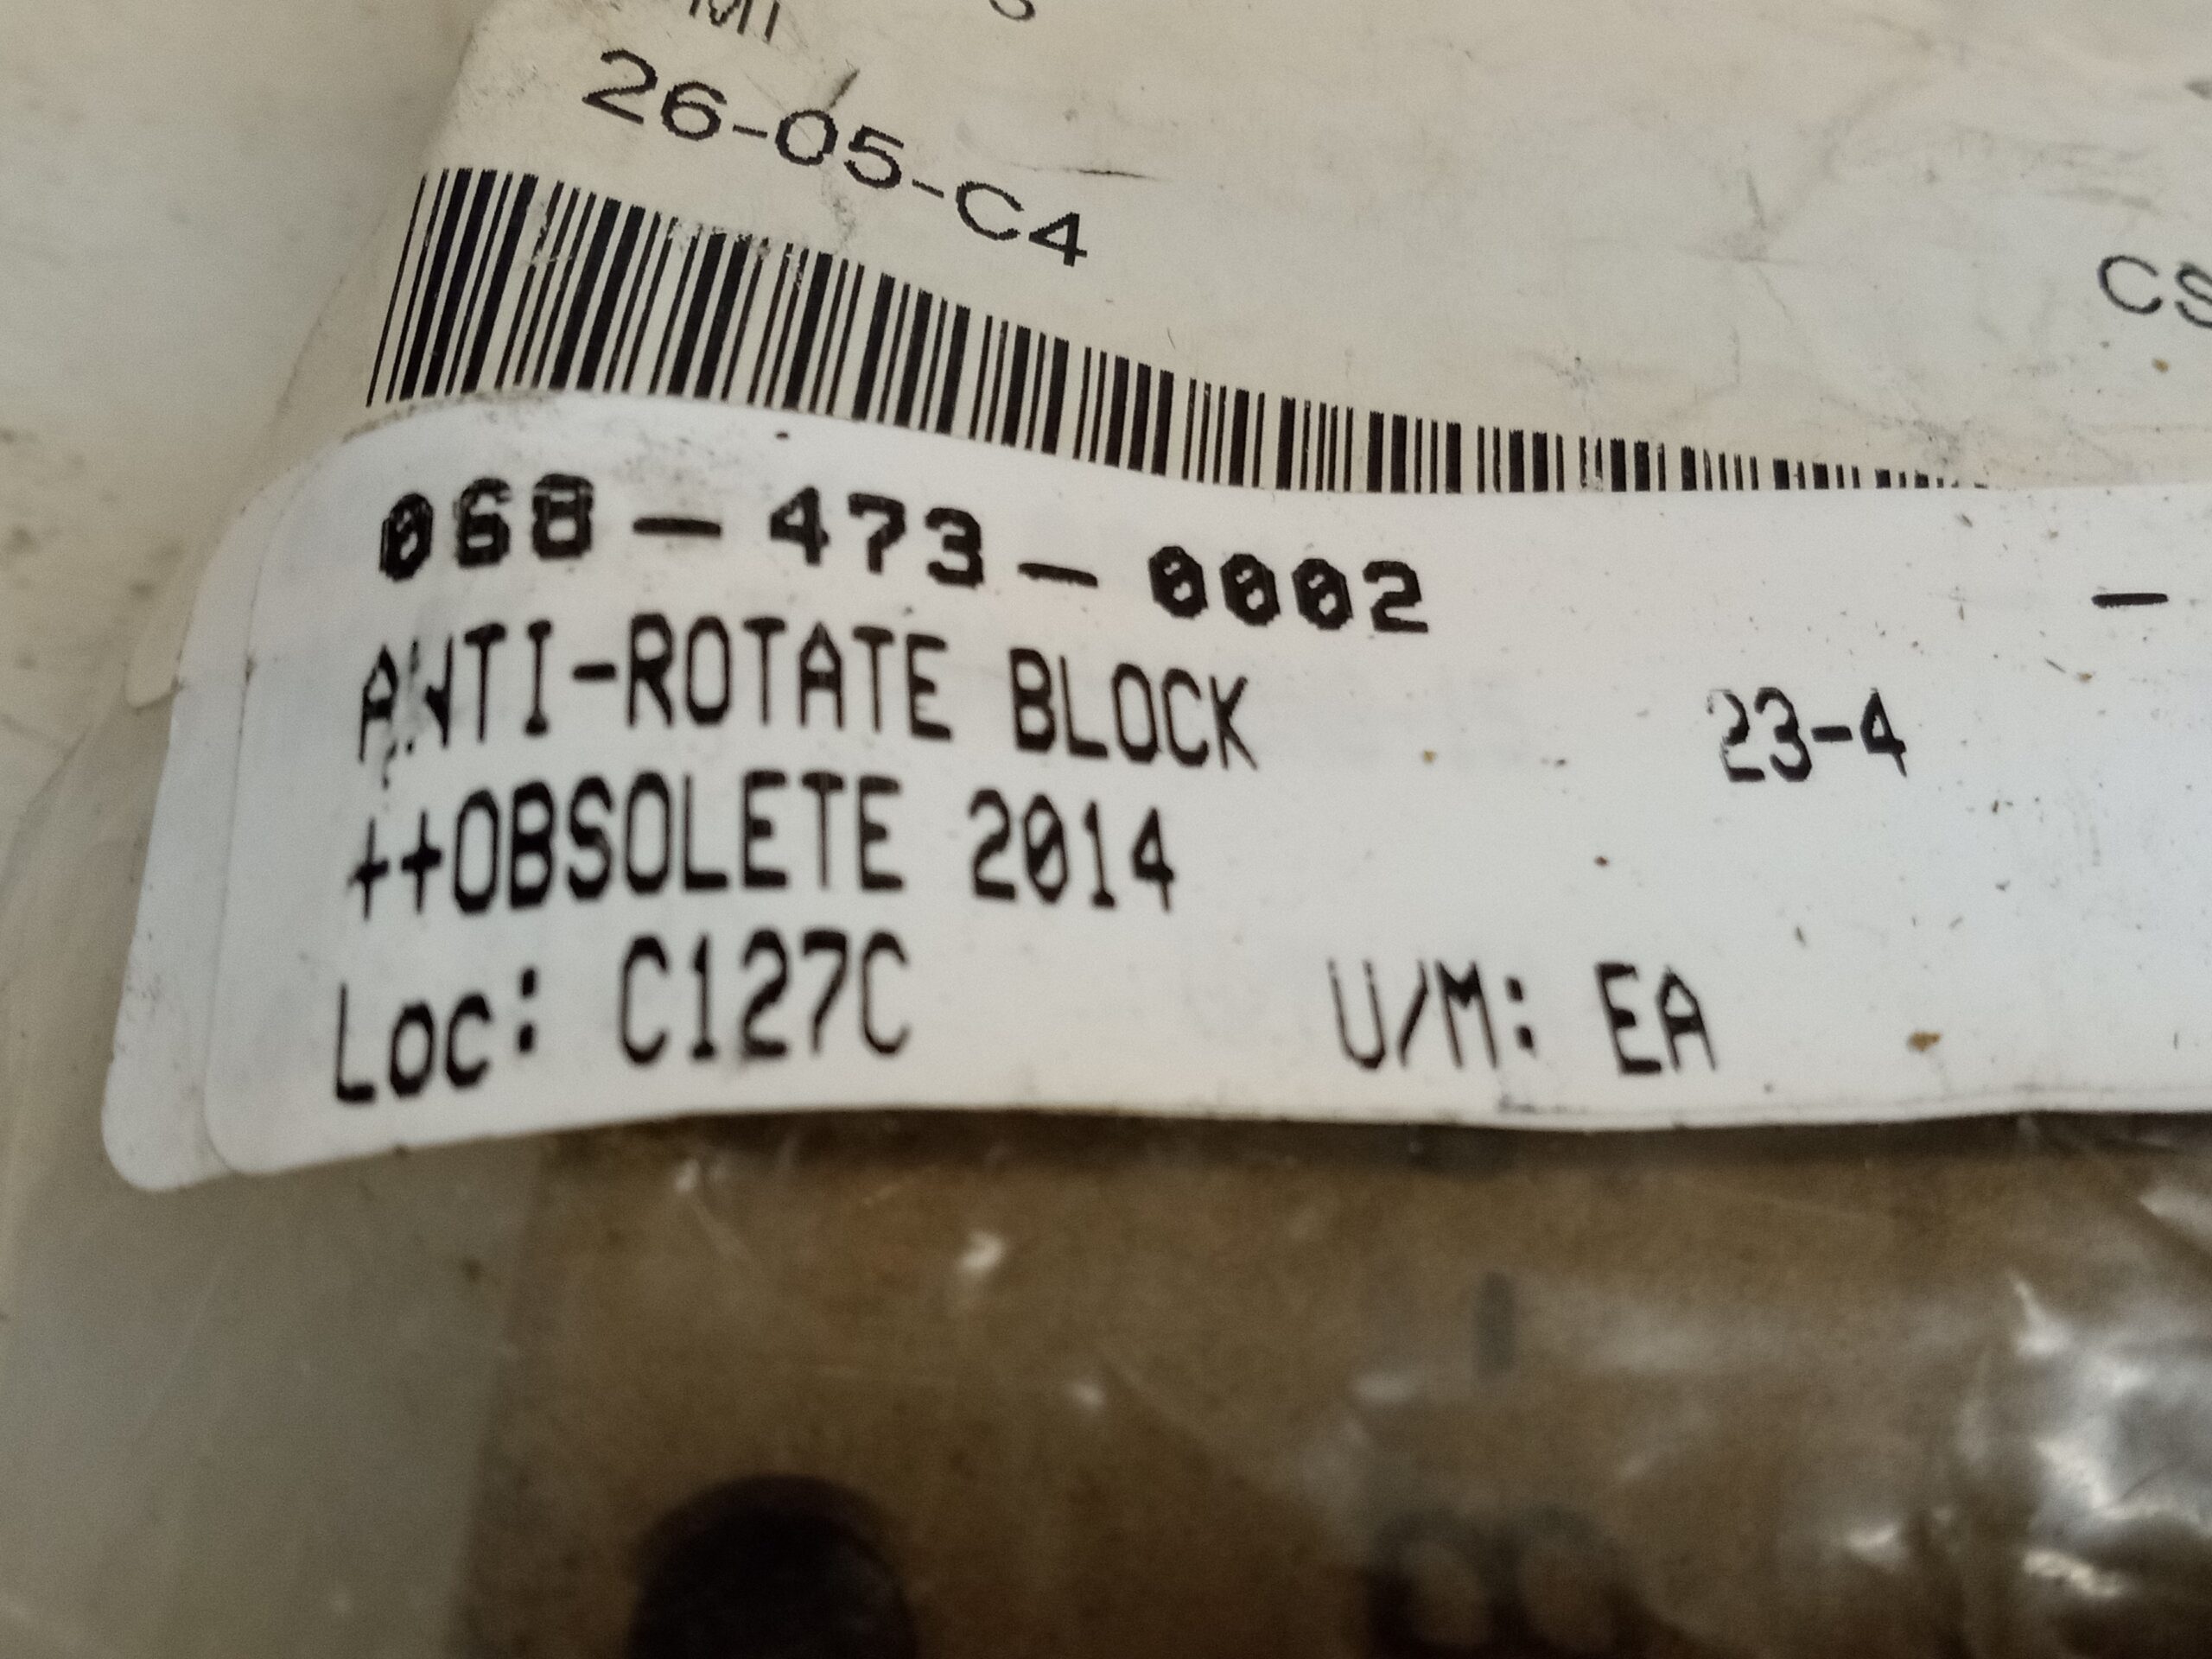 26-05-C4
CS
068-473-0002 -
ANTI-ROTATE BLOCK 23-4
++OBSOLETE 2014
Loc: C127C U/M: EA